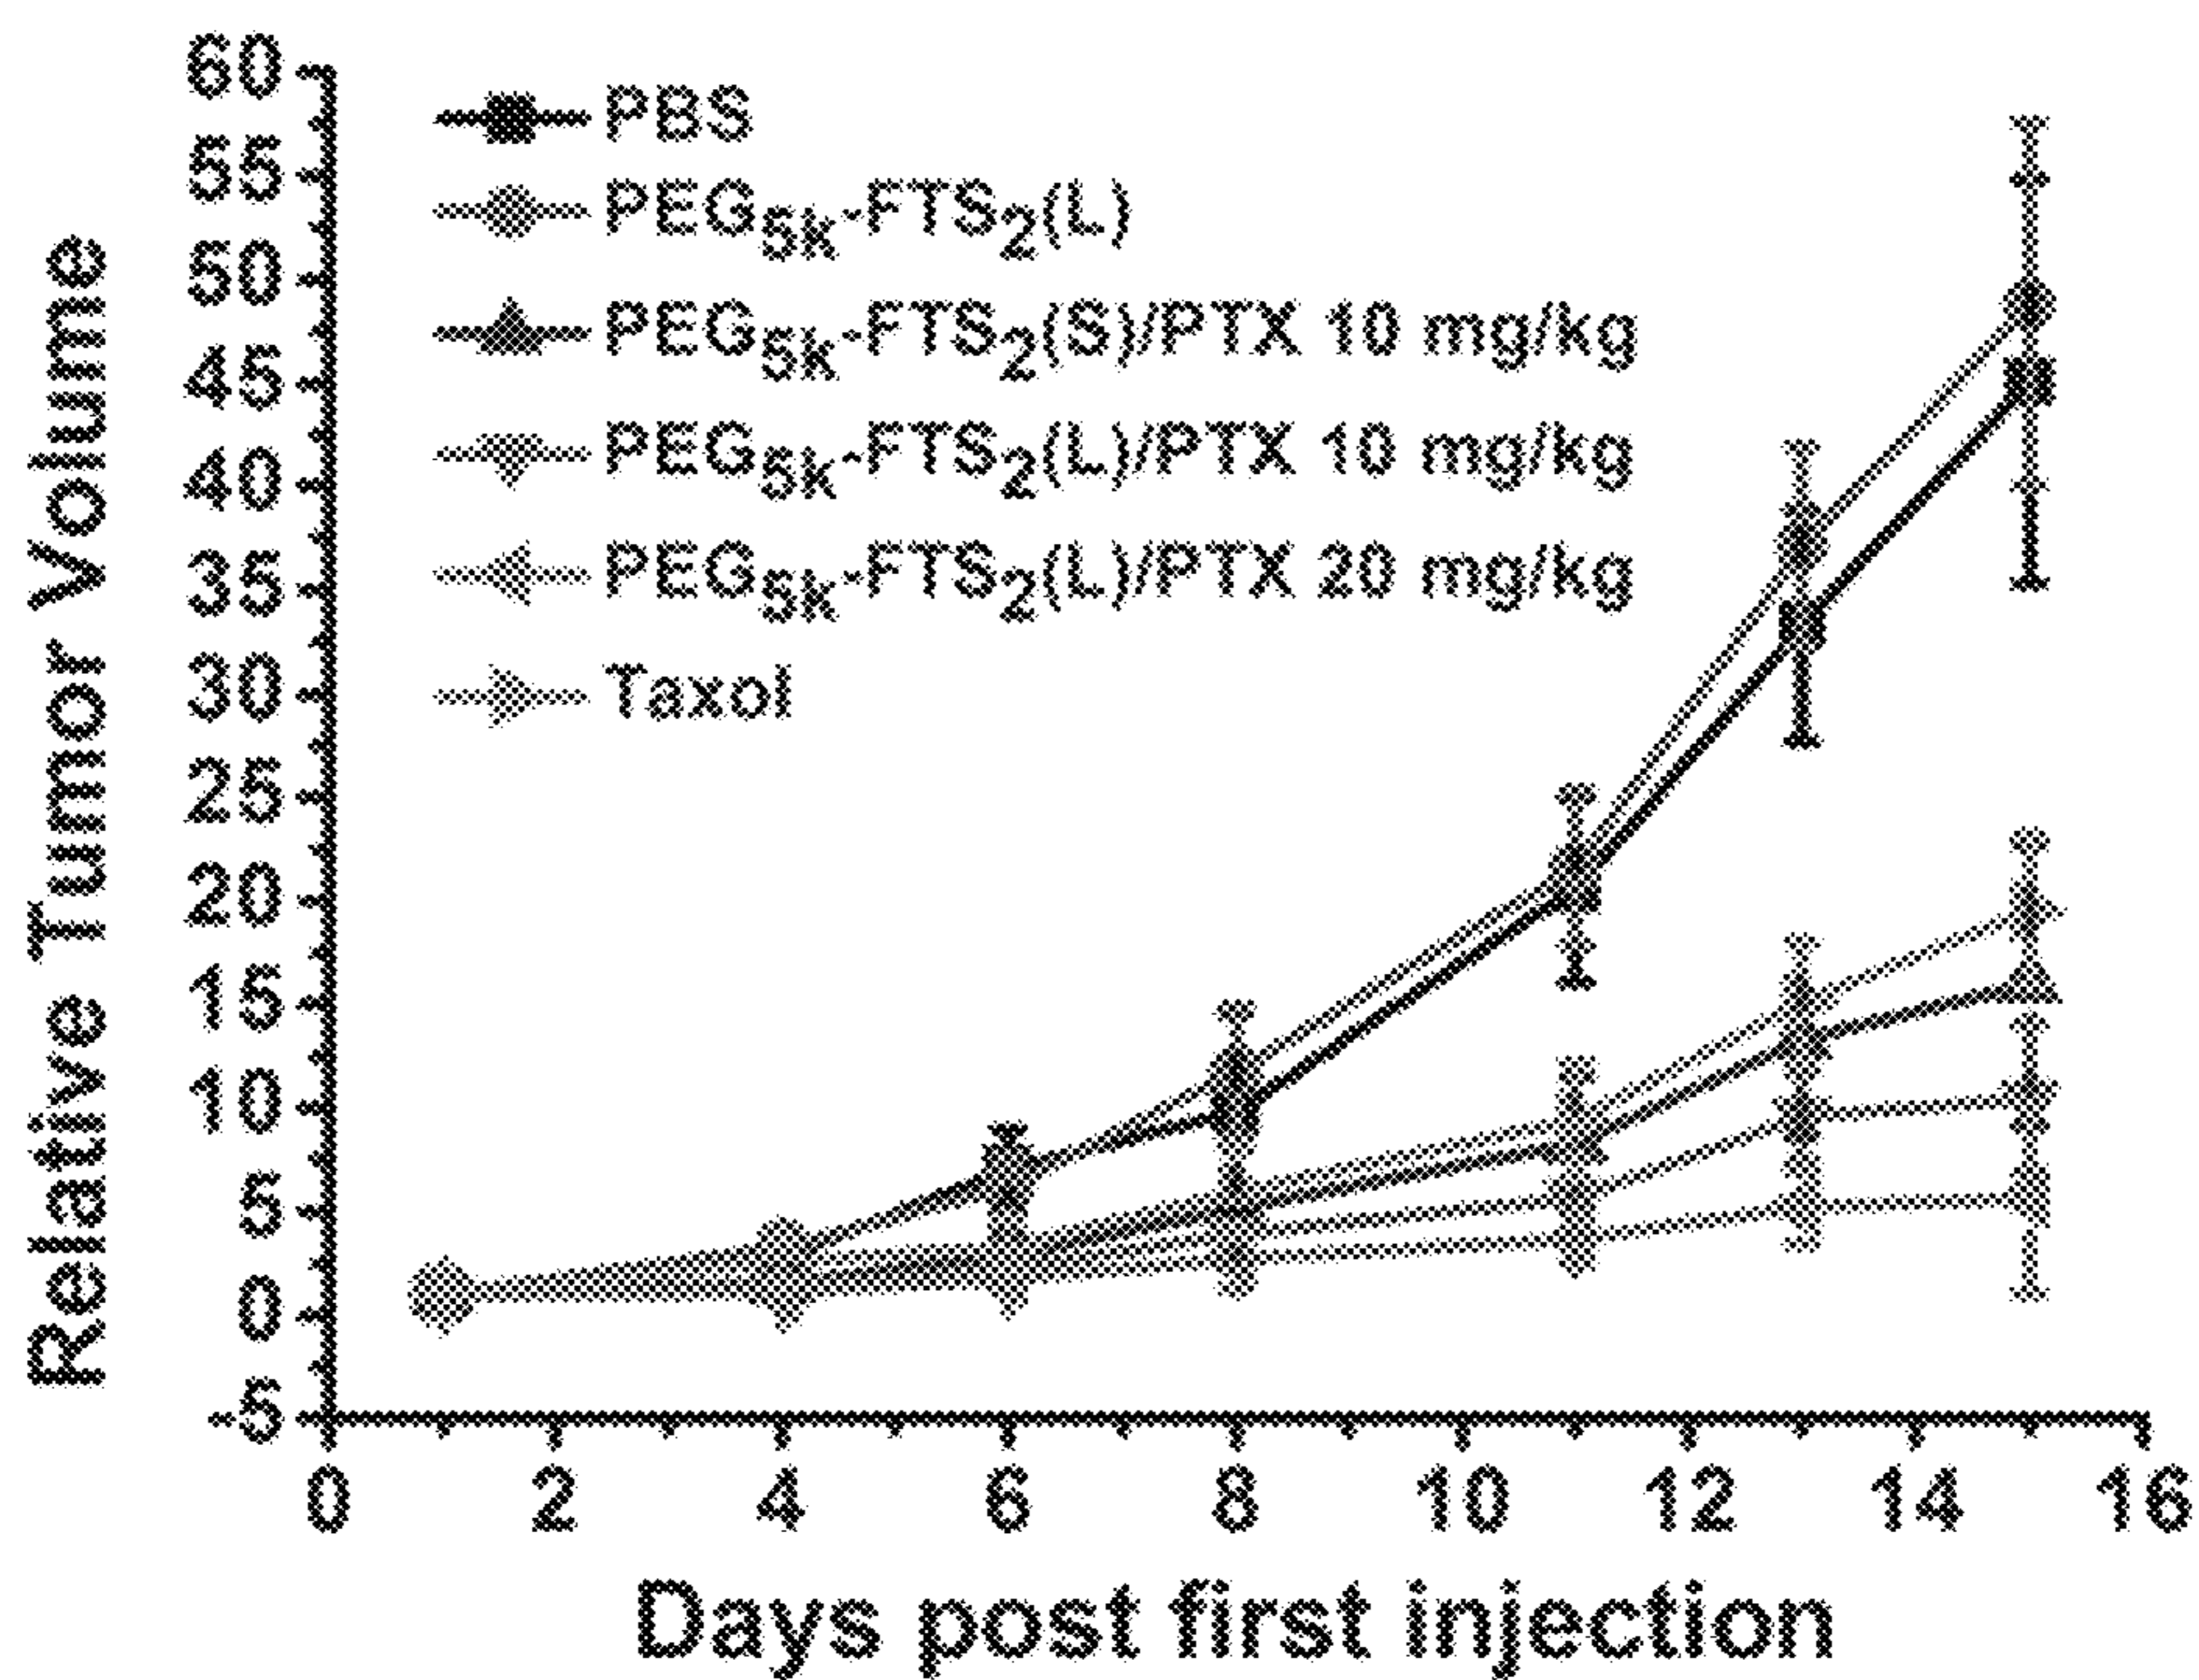 Relative Tumor Volume
60
55
50
45
40
35
30
25
20
15
10
5
0
-5
PBS
PEG5k-FTS2(L)
PEG5k-FTS2(S)/PTX 10 mg/kg
PEG5k-FTS2(L)/PTX 10 mg/kg
PEG5k-FTS2(L)/PTX 20 mg/kg
Taxol
0 2 4 6 8 10 12 14 16
Days post first injection